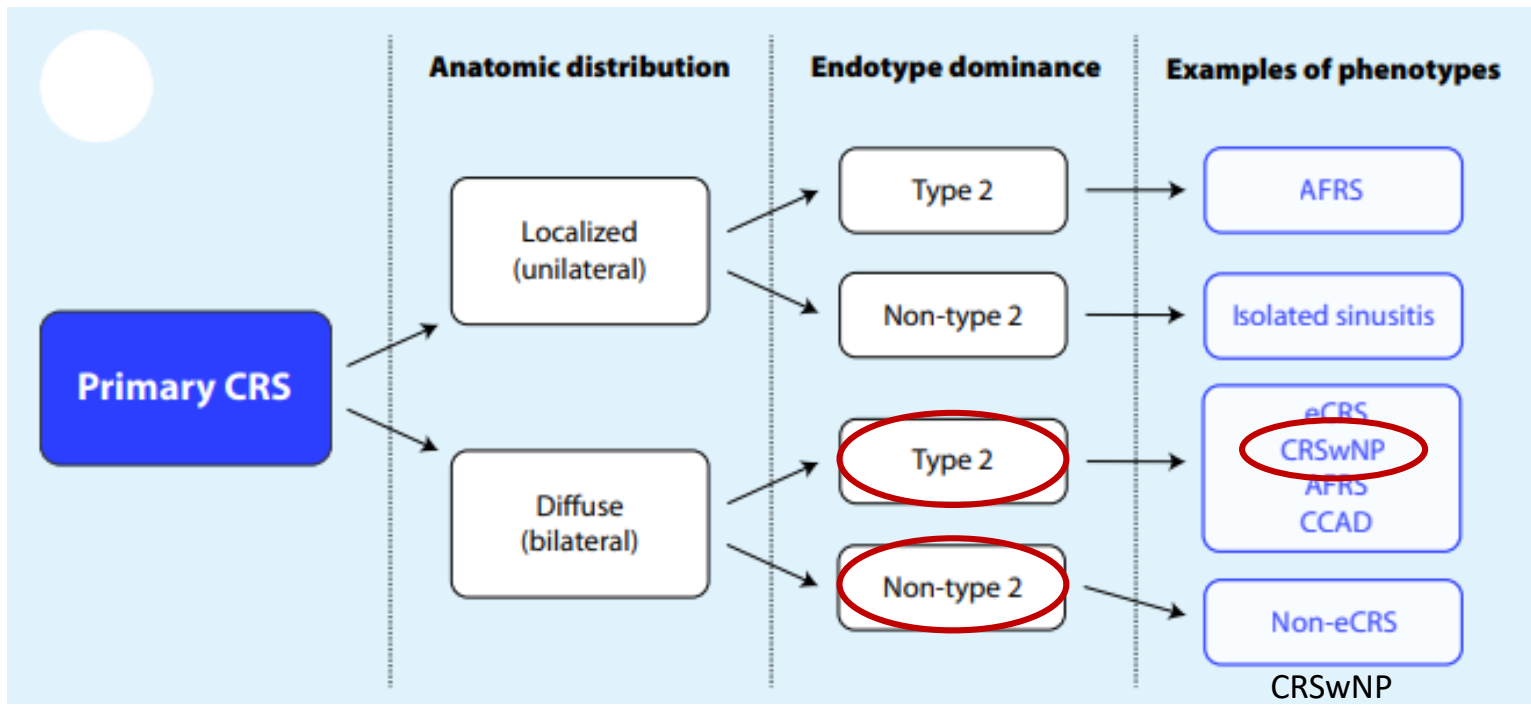 Anatomic distribution
Endotype dominance
Examples of phenotypes
Primary CRS
Localized
(unilateral)
Diffuse
(bilateral)
Type 2
Non-type 2
Type 2
Non-type 2
AFRS
Isolated sinusitis
eCRS
CRSwNP
AFRS
CCAD
Non-eCRS
CRSwNP